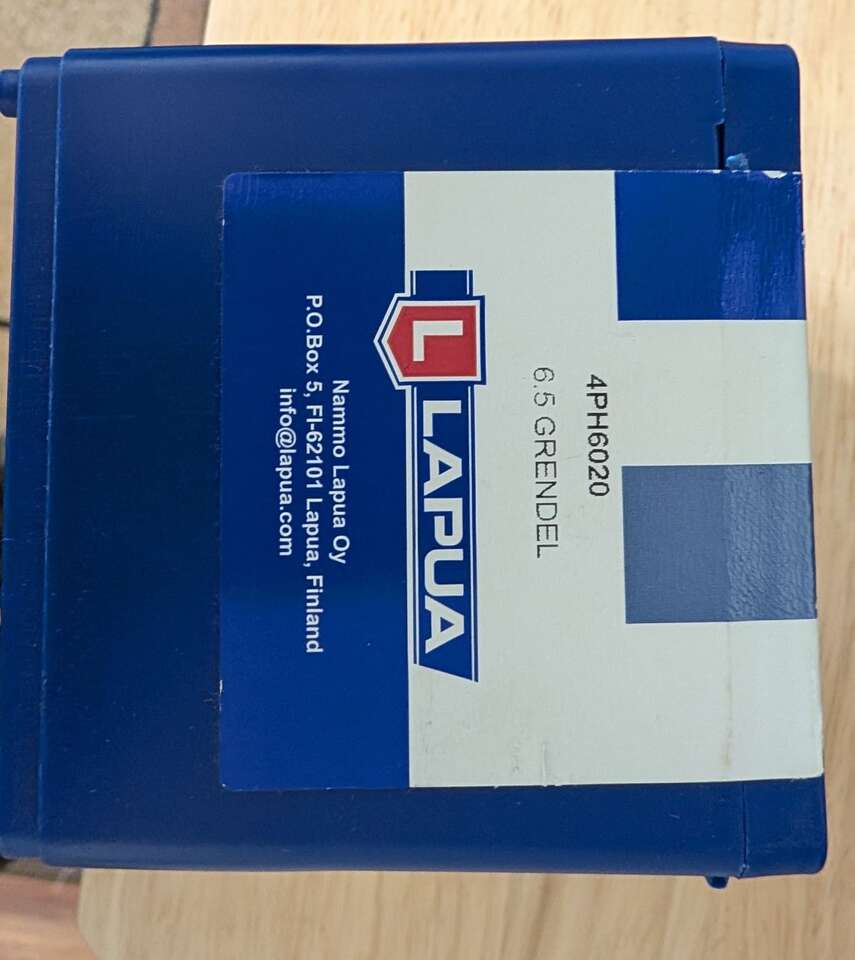 4PH6020
6.5 GRENDEL
L LAPUA
Nammo Lapua Oy
P.O.Box 5, FI-62101 Lapua, Finland
info@lapua.com